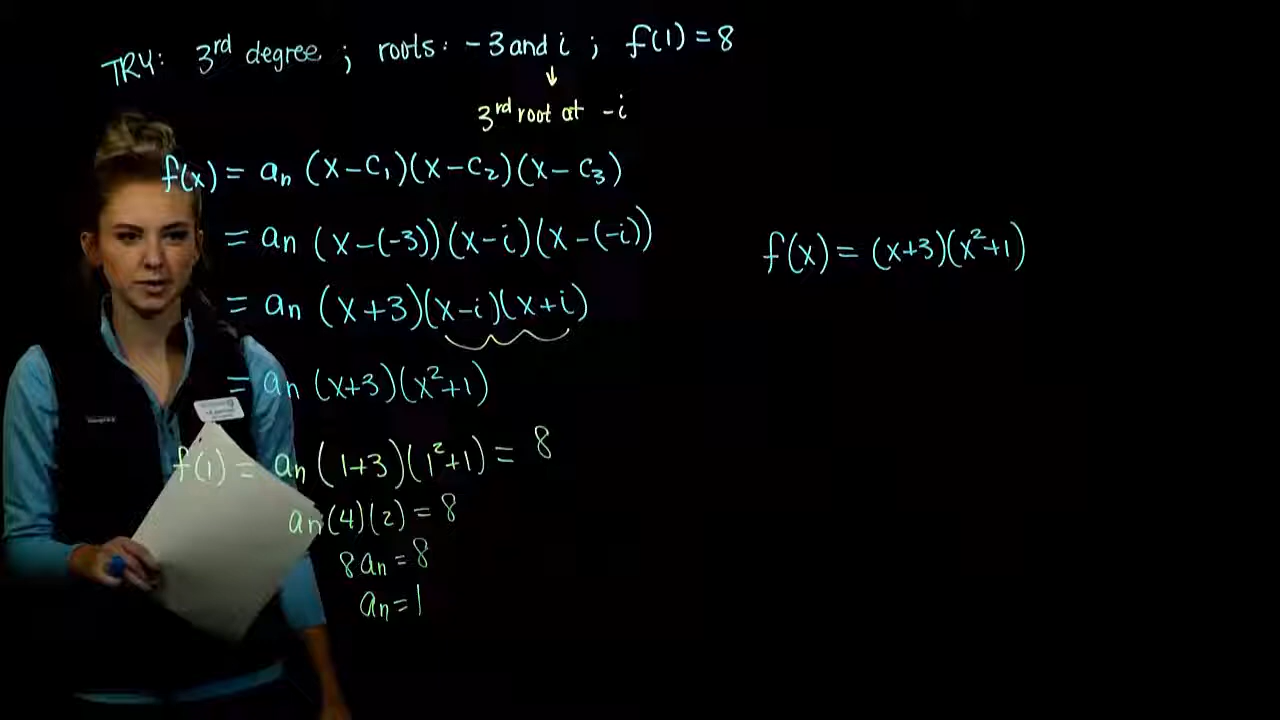 TRY: 3rd degree ; roots: -3 and i ; f(1) = 8
↓
3rd root at -i
f(x) = an (x-c₁)(x-c₂)(x-c₃)
= an (x-(-3))(x-i)(x-(-i))
= an (x+3)(x-i)(x+i)
= an (x+3)(x²+1)
f(1) = an (1+3)(1²+1) = 8
an(4)(2) = 8
8an = 8
an = 1
f(x) = (x+3)(x²+1)